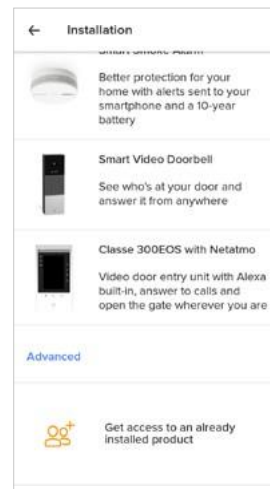 Installation
Smart Smoke Alarm
Better protection for your
home with alerts sent to your
smartphone and a 10-year
battery
Smart Video Doorbell
See who's at your door and
answer it from anywhere
Classe 300EOS with Netatmo
Video door entry unit with Alexa
built-in, answer to calls and
open the gate wherever you are
Advanced
Get access to an already
installed product